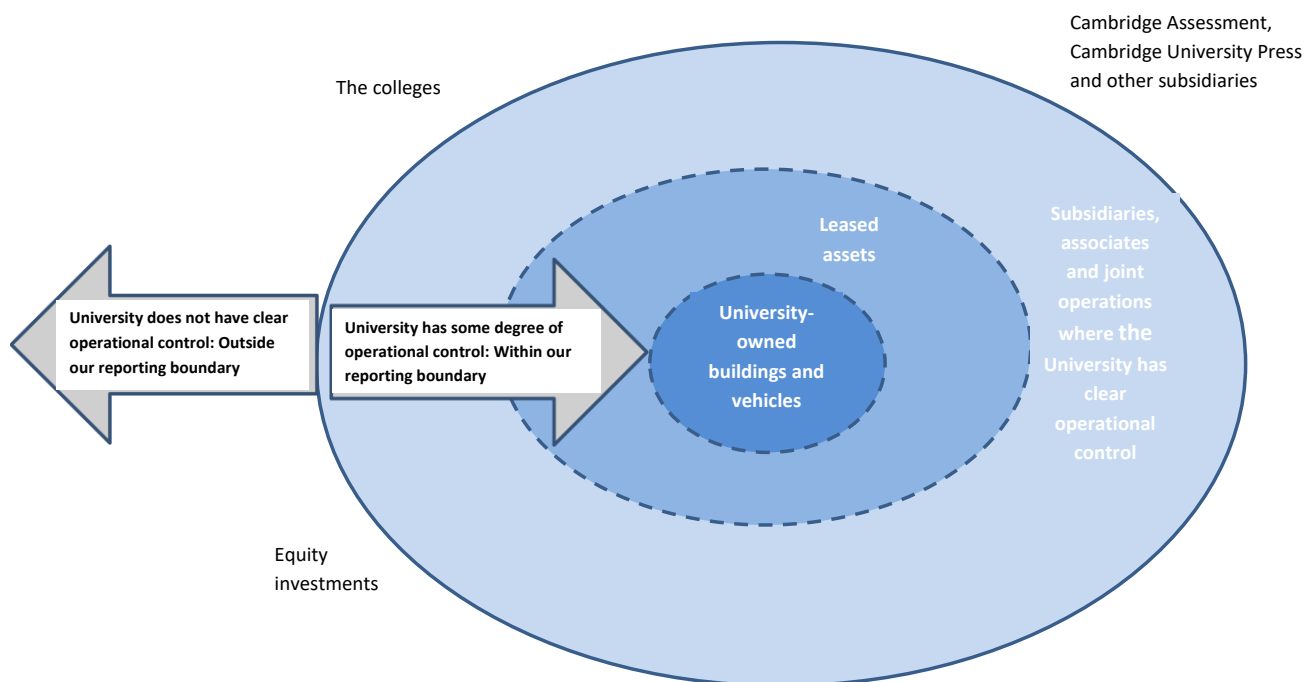 Cambridge Assessment,
Cambridge University Press
and other subsidiaries
The colleges
Leased
assets
Subsidiaries,
associates
and joint
operations
where the
University has
clear
operational
control
University does not have clear
operational control: Outside
our reporting boundary
University has some degree of
operational control: Within our
reporting boundary
University-
owned
buildings and
vehicles
Equity
investments